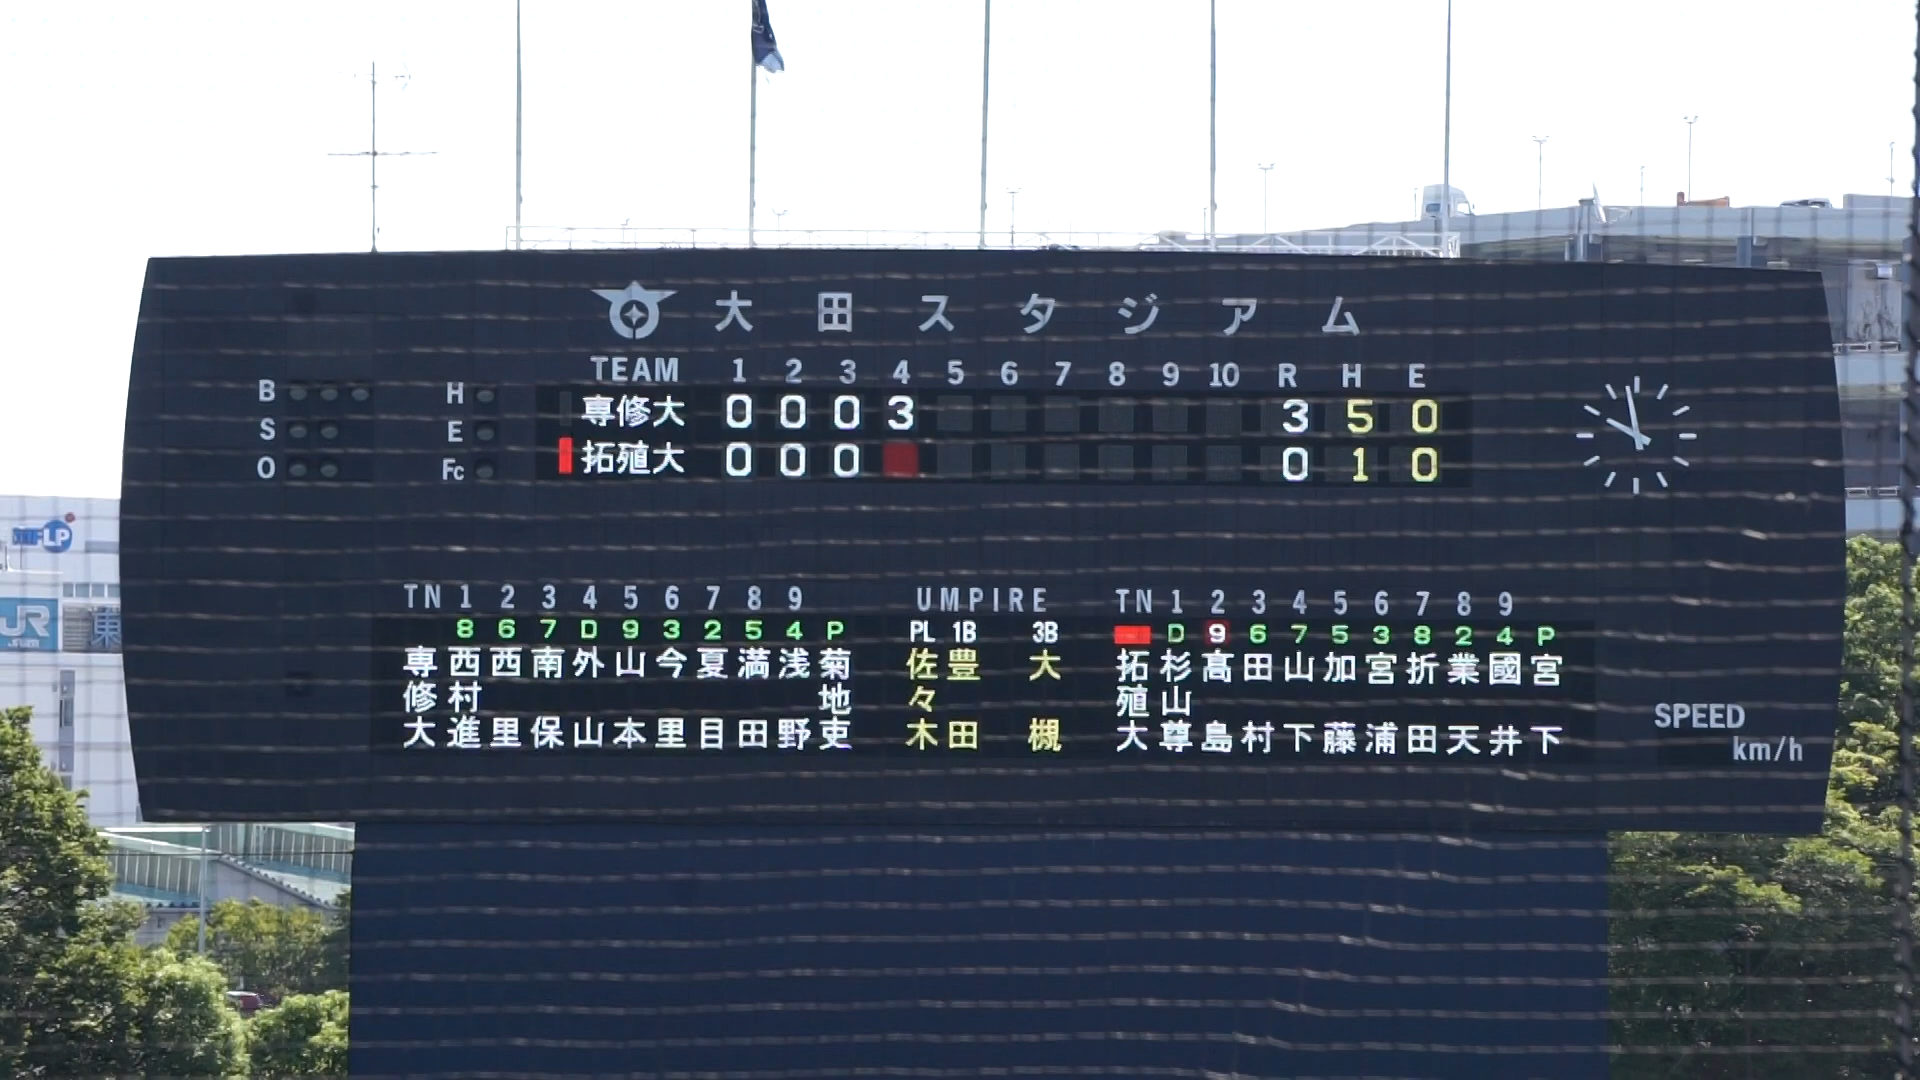 大田スタジアム
TEAM 1 2 3 4 5 6 7 8 9 10 R H E
B H 専修大 0 0 0 3 3 5 0
S E
O Fc 拓殖大 0 0 0 0 1 0
LP
JR
東
TN 1 2 3 4 5 6 7 8 9 UMPIRE TN 1 2 3 4 5 6 7 8 9
8 6 7 D 9 3 2 5 4 P PL 1B 3B D 9 6 7 5 3 8 2 4 P
専西西南外山今夏満浅菊 佐豊 大 拓杉髙田山加宮折業國宮
修村 地 々 殖山
大進里保山本里目田野吏 木田 槻 大尊島村下藤浦田天井下
SPEED
km/h